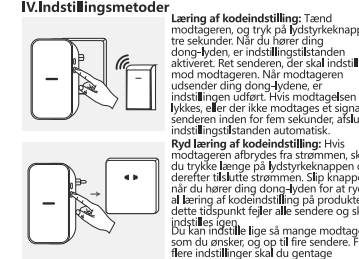 IV.Indstillingsmetoder
Læring af kodeindstilling: Tænd
modtageren, og tryk på lydstyrkeknapp
tre sekunder. Når du hører ding
dong-lyden, er indstillingstilstanden
aktiveret. Ret senderen, der skal indstill
mod modtageren. Når modtageren
udsender ding dong-lydene, er
indstillingen udført. Hvis modtagelsen
lykkes, eller der ikke modtages et signa
senderen inden for fem sekunder, afslu
indstillingstilstanden automatisk.
Ryd læring af kodeindstilling: Hvis
modtageren afbrydes fra strømmen, sk
du trykke længe på lydstyrkeknappen
derefter tilslutte strømmen. Slip knapp
når du hører ding dong-lyden for at ry
al læring af kodeindstilling på produkte
dette tidspunkt fejler alle sendere og sk
indstilles igen.
Du kan indstille lige så mange modtag
som du ønsker, og op til fire sendere. F
flere indstillinger skal du gentage